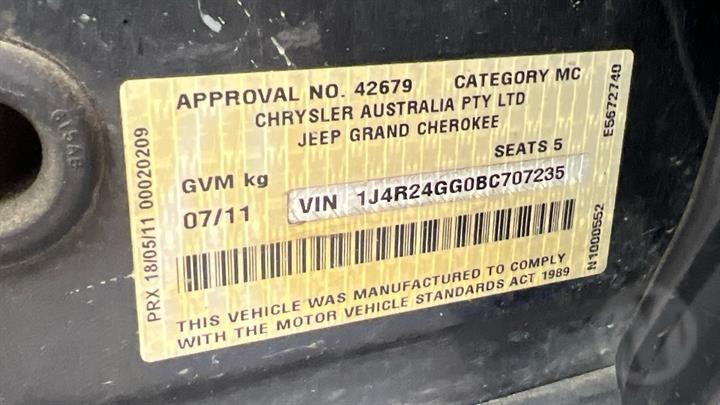 APPROVAL NO. 42679 CATEGORY MC
CHRYSLER AUSTRALIA PTY LTD
JEEP GRAND CHEROKEE
SEATS 5
GVM kg
07/11 VIN 1J4R24GG0BC707235
THIS VEHICLE WAS MANUFACTURED TO COMPLY
WITH THE MOTOR VEHICLE STANDARDS ACT 1989
PRX 18/05/11 00020209
E5672740
N1000552